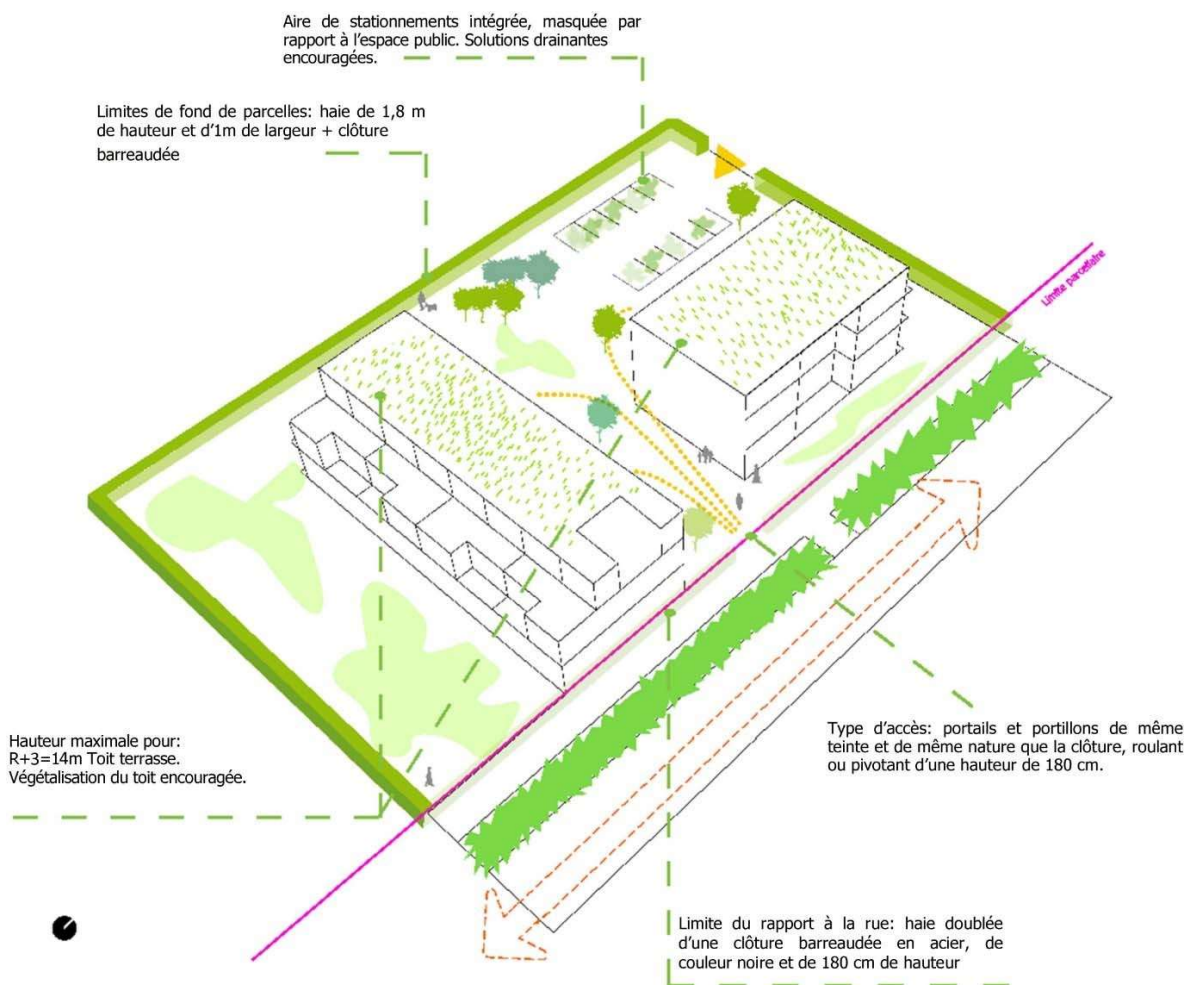 Aire de stationnements intégrée, masquée par
rapport à l'espace public. Solutions drainantes
encouragées.
Limites de fond de parcelles: haie de 1,8 m
de hauteur et d'1m de largeur + clôture
barreaudée
Limite parcellaire
Hauteur maximale pour:
R+3=14m Toit terrasse.
Végétalisation du toit encouragée.
Type d'accès: portails et portillons de même
teinte et de même nature que la clôture, roulant
ou pivotant d'une hauteur de 180 cm.
Limite du rapport à la rue: haie doublée
d'une clôture barreaudée en acier, de
couleur noire et de 180 cm de hauteur